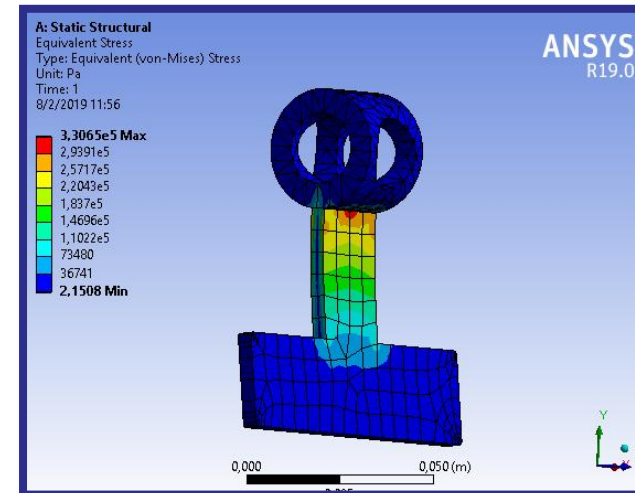 A: Static Structural
Equivalent Stress
Type: Equivalent (von-Mises) Stress
Unit: Pa
Time: 1
8/2/2019 11:56
ANSYS
R19.0
3,3065e5 Max
2,9391e5
2,5717e5
2,2043e5
1,837e5
1,4696e5
1,1022e5
73480
36741
2,1508 Min
Y
X
0,000
0,050 (m)